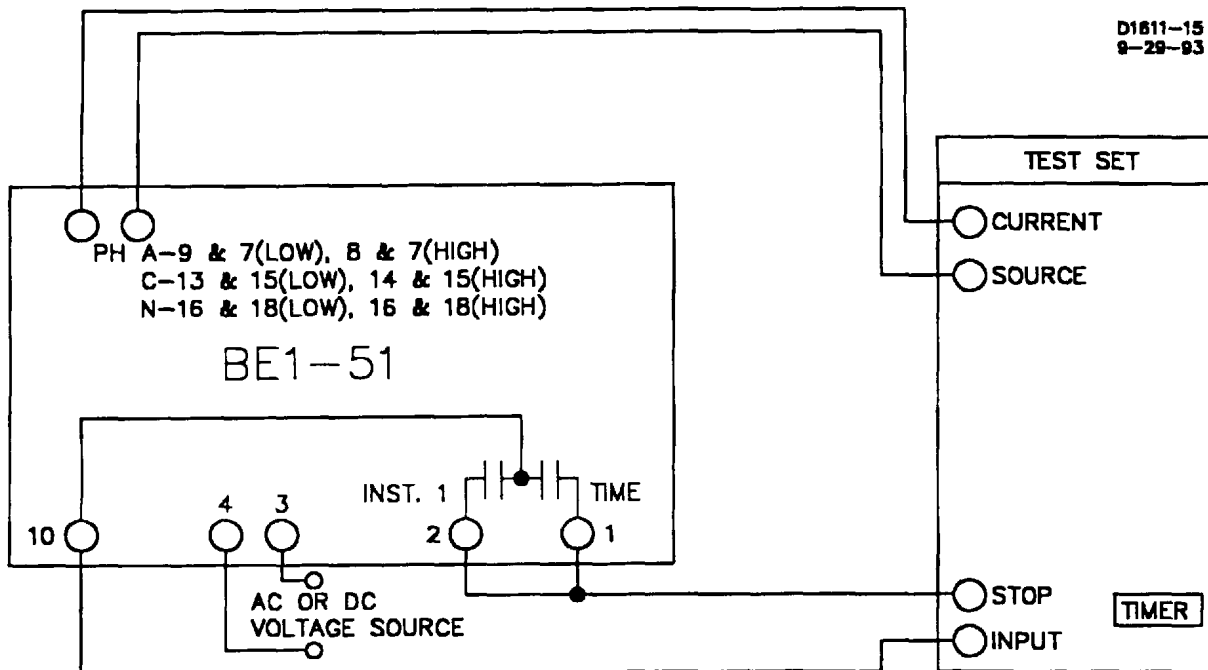 D1611-15
9-29-93
TEST SET
CURRENT
SOURCE
PH A-9 & 7(LOW), 8 & 7(HIGH)
C-13 & 15(LOW), 14 & 15(HIGH)
N-16 & 18(LOW), 16 & 18(HIGH)
BE1-51
INST. 1
TIME
10
4
3
2
1
AC OR DC
VOLTAGE SOURCE
STOP
INPUT
TIMER